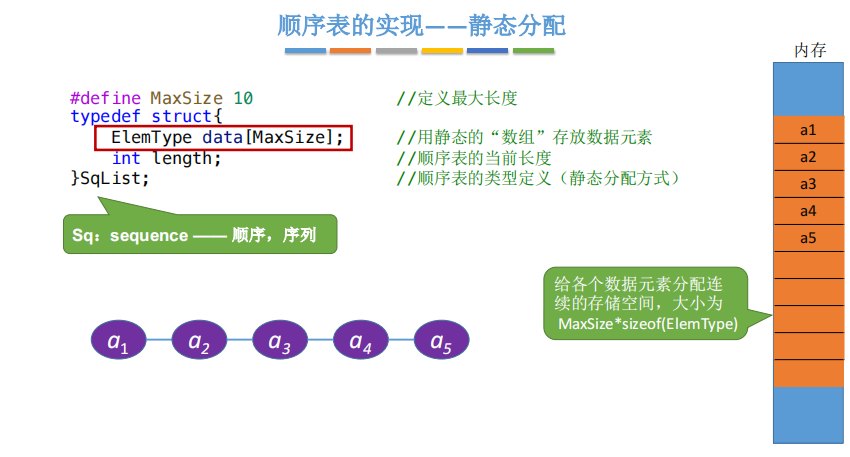 顺序表的实现——静态分配
内存
#define MaxSize 10 //定义最大长度
typedef struct{
ElemType data[MaxSize]; //用静态的“数组”存放数据元素
int length; //顺序表的当前长度
}SqList; //顺序表的类型定义（静态分配方式）
Sq：sequence —— 顺序，序列
a1
a2
a3
a4
a5
给各个数据元素分配连
续的存储空间，大小为
MaxSize*sizeof(ElemType)
a1 a2 a3 a4 a5